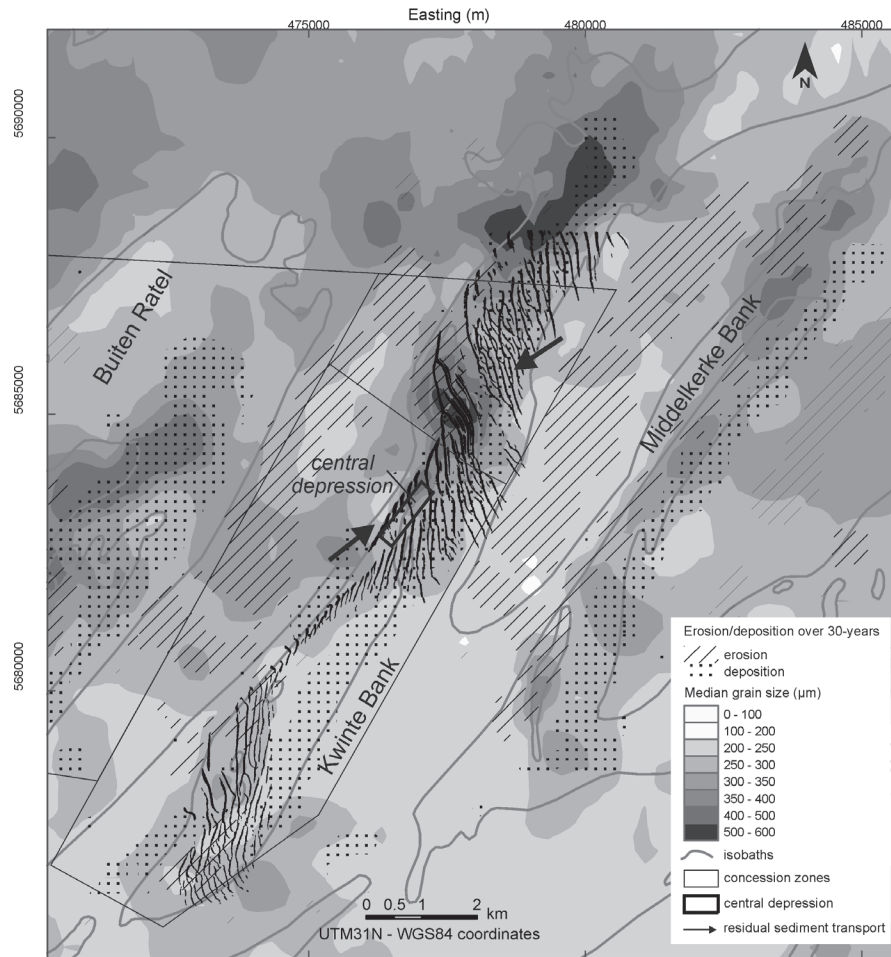 Easting (m)
475000
480000
485000
5690000
5685000
5680000
N
Buiten Ratel
Middelkerke Bank
central
depression
Kwinte Bank
0 0.5 1 2
km
UTM31N - WGS84 coordinates
Erosion/deposition over 30-years
erosion
deposition
Median grain size (µm)
0 - 100
100 - 200
200 - 250
250 - 300
300 - 350
350 - 400
400 - 500
500 - 600
isobaths
concession zones
central depression
residual sediment transport